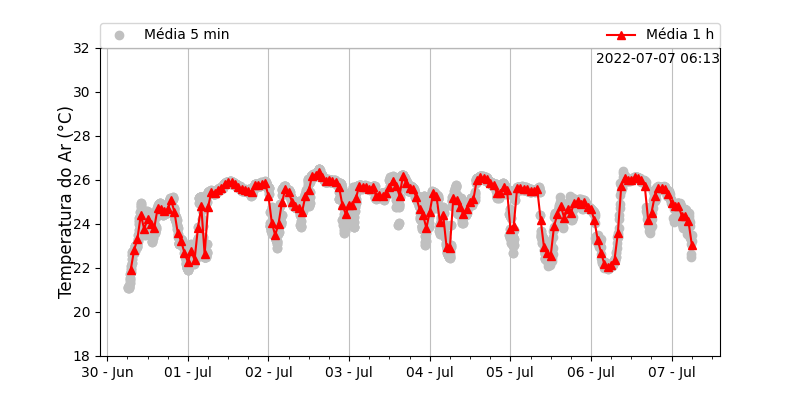 Média 5 min
Média 1 h
2022-07-07 06:13
Temperatura do Ar (°C)
32
30
28
26
24
22
20
18
30 - Jun
01 - Jul
02 - Jul
03 - Jul
04 - Jul
05 - Jul
06 - Jul
07 - Jul